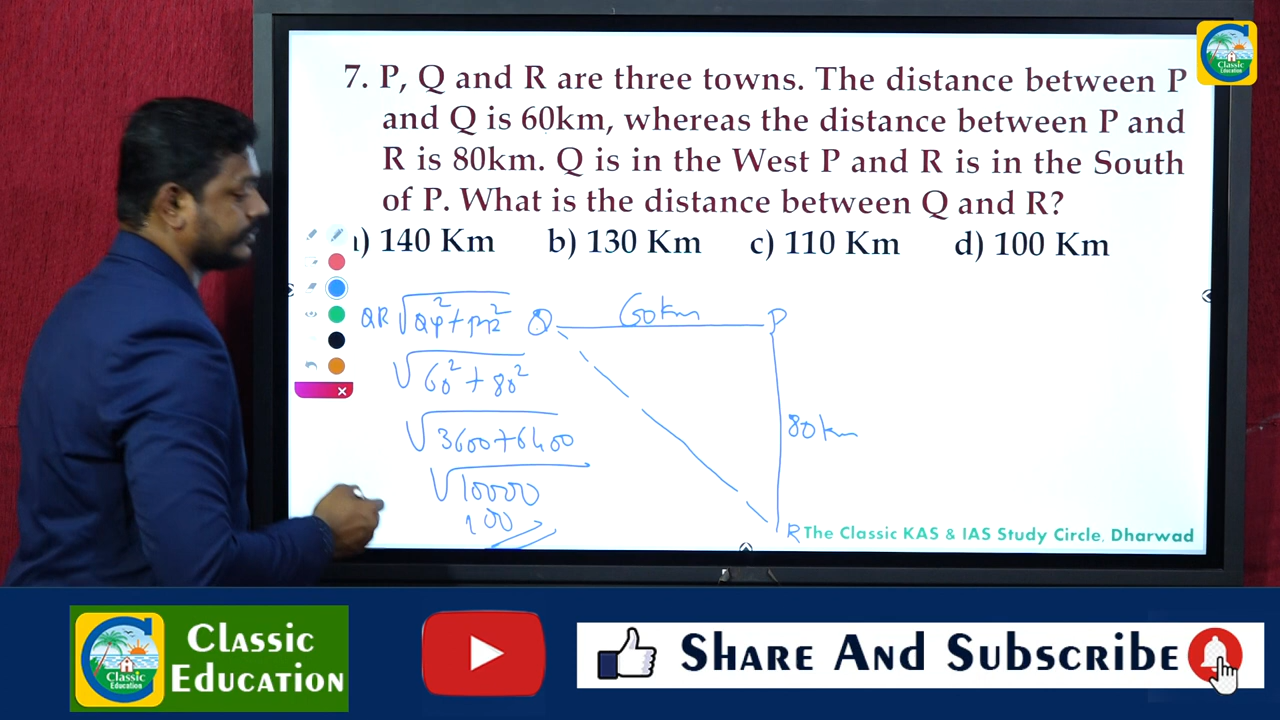 7. P, Q and R are three towns. The distance between P
and Q is 60km, whereas the distance between P and
R is 80km. Q is in the West P and R is in the South
of P. What is the distance between Q and R?
) 140 Km b) 130 Km c) 110 Km d) 100 Km
QR √QP²+PR² Q 60km P
√60²+80²
√3600+6400 80km
√10000
100
R The Classic KAS & IAS Study Circle, Dharwad
Classic
Education
Classic
Education
Classic
Education
SHARE AND SUBSCRIBE